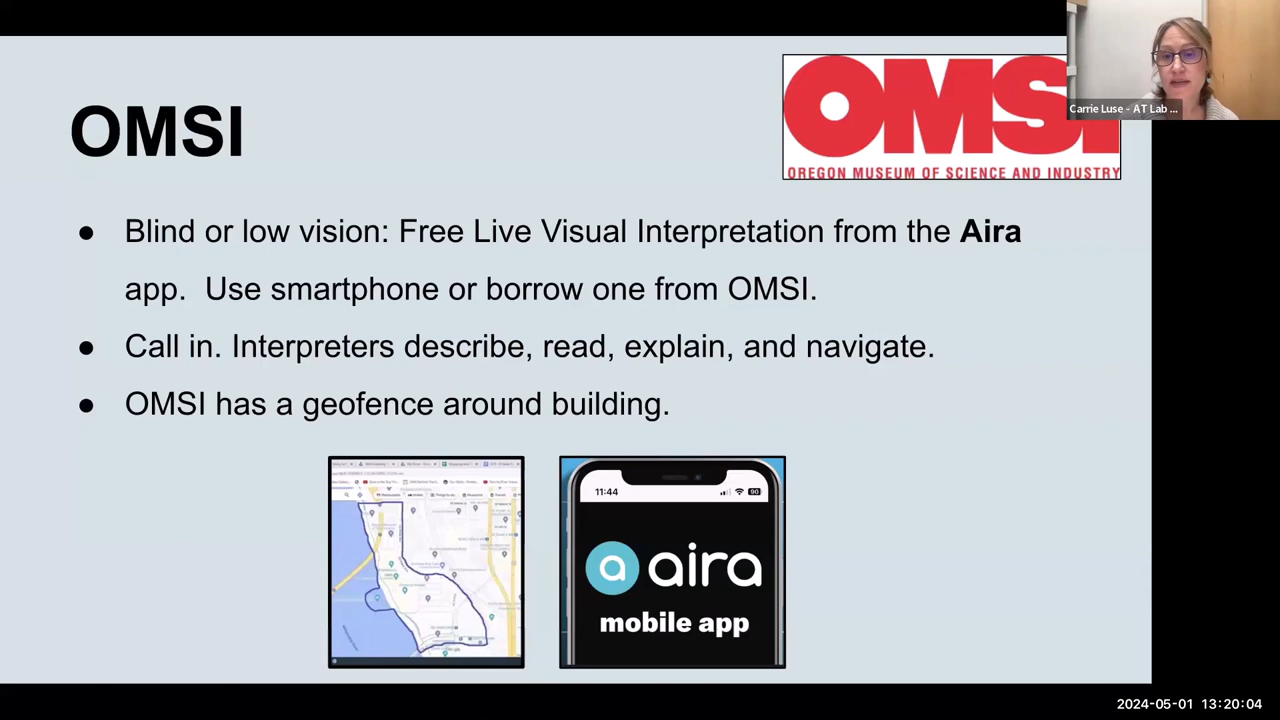 OMSI
OMSI
OREGON MUSEUM OF SCIENCE AND INDUSTRY
Carrie Luse - AT Lab ...
● Blind or low vision: Free Live Visual Interpretation from the Aira
app.  Use smartphone or borrow one from OMSI.
● Call in. Interpreters describe, read, explain, and navigate.
● OMSI has a geofence around building.
11:44
90
a aira
mobile app
2024-05-01 13:20:04